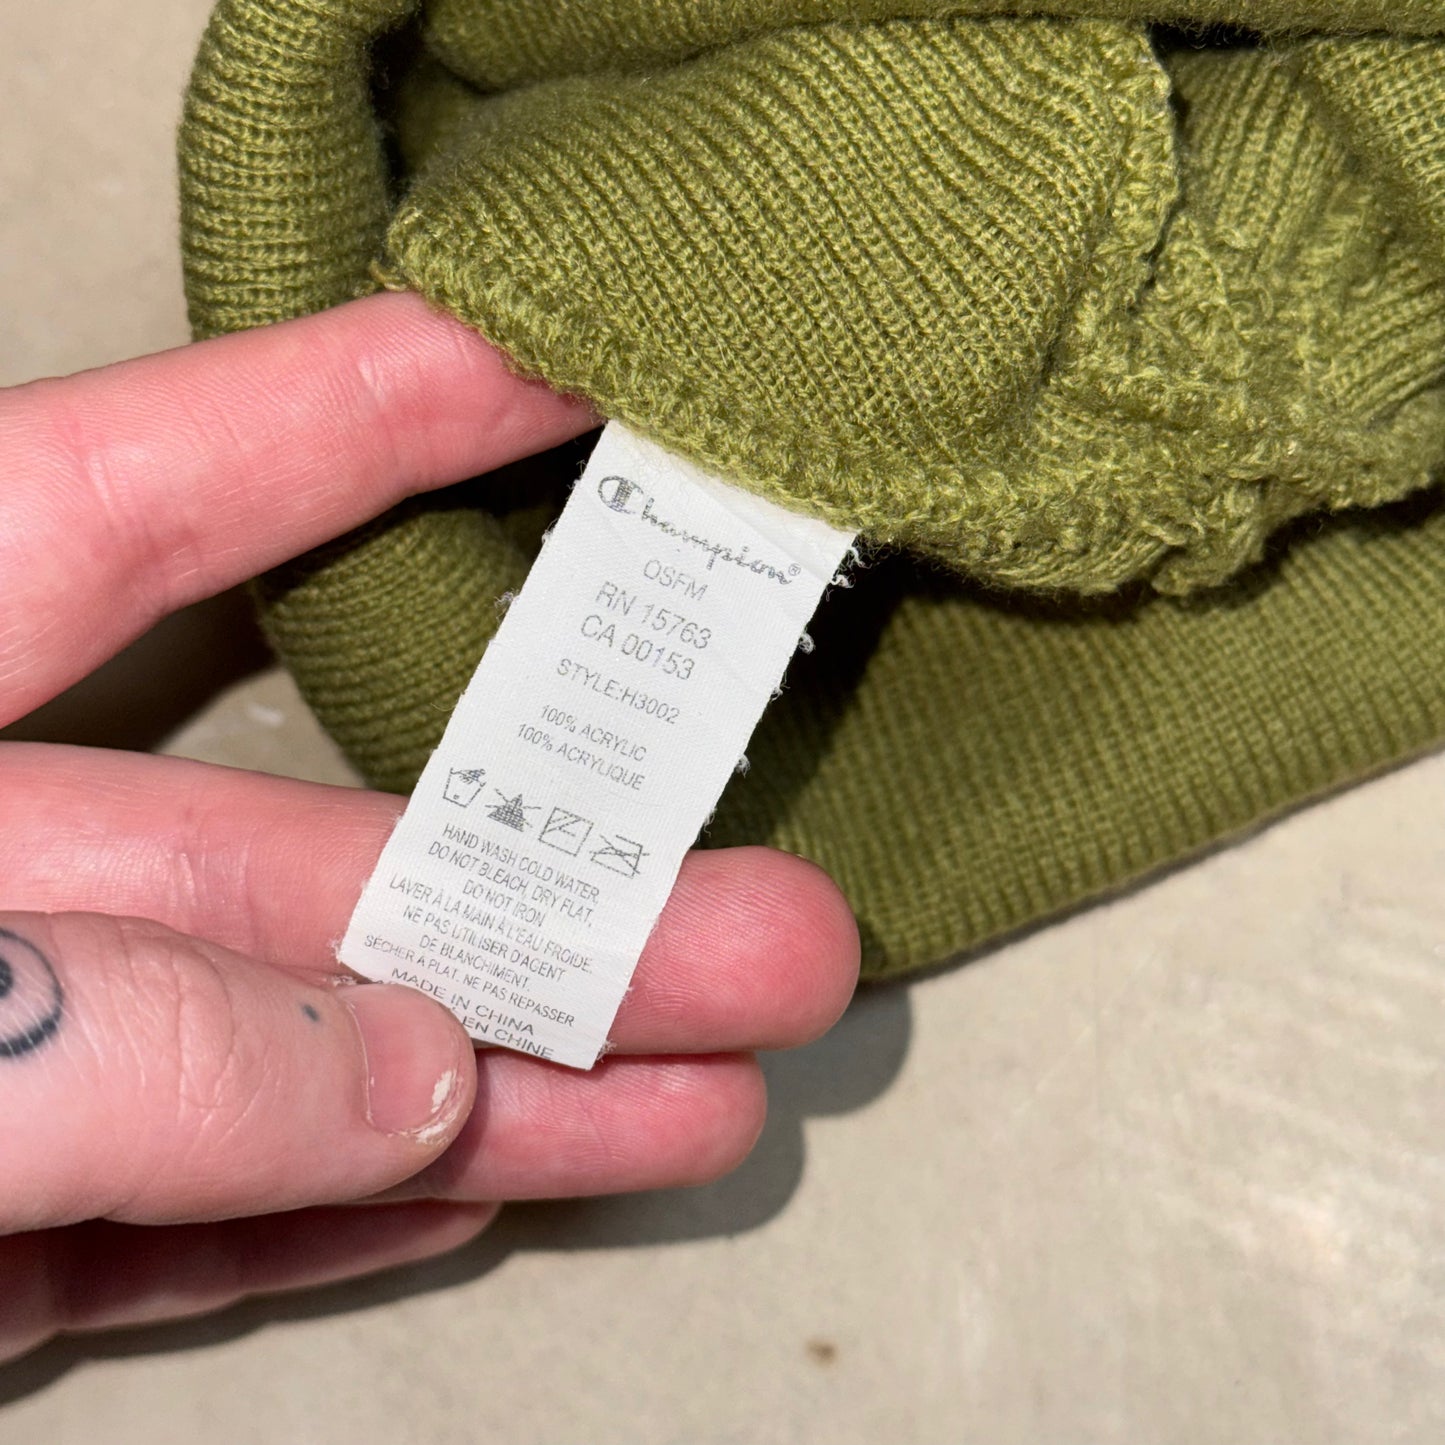 Champion®
OSFM
RN 15763
CA 00153
STYLE:H3002
100% ACRYLIC
100% ACRYLIQUE
HAND WASH COLD WATER,
DO NOT BLEACH, DRY FLAT,
DO NOT IRON
LAVER À LA MAIN À L'EAU FROIDE.
NE PAS UTILISER D'AGENT
DE BLANCHIMENT.
SÉCHER À PLAT. NE PAS REPASSER
MADE IN CHINA
EN CHINE